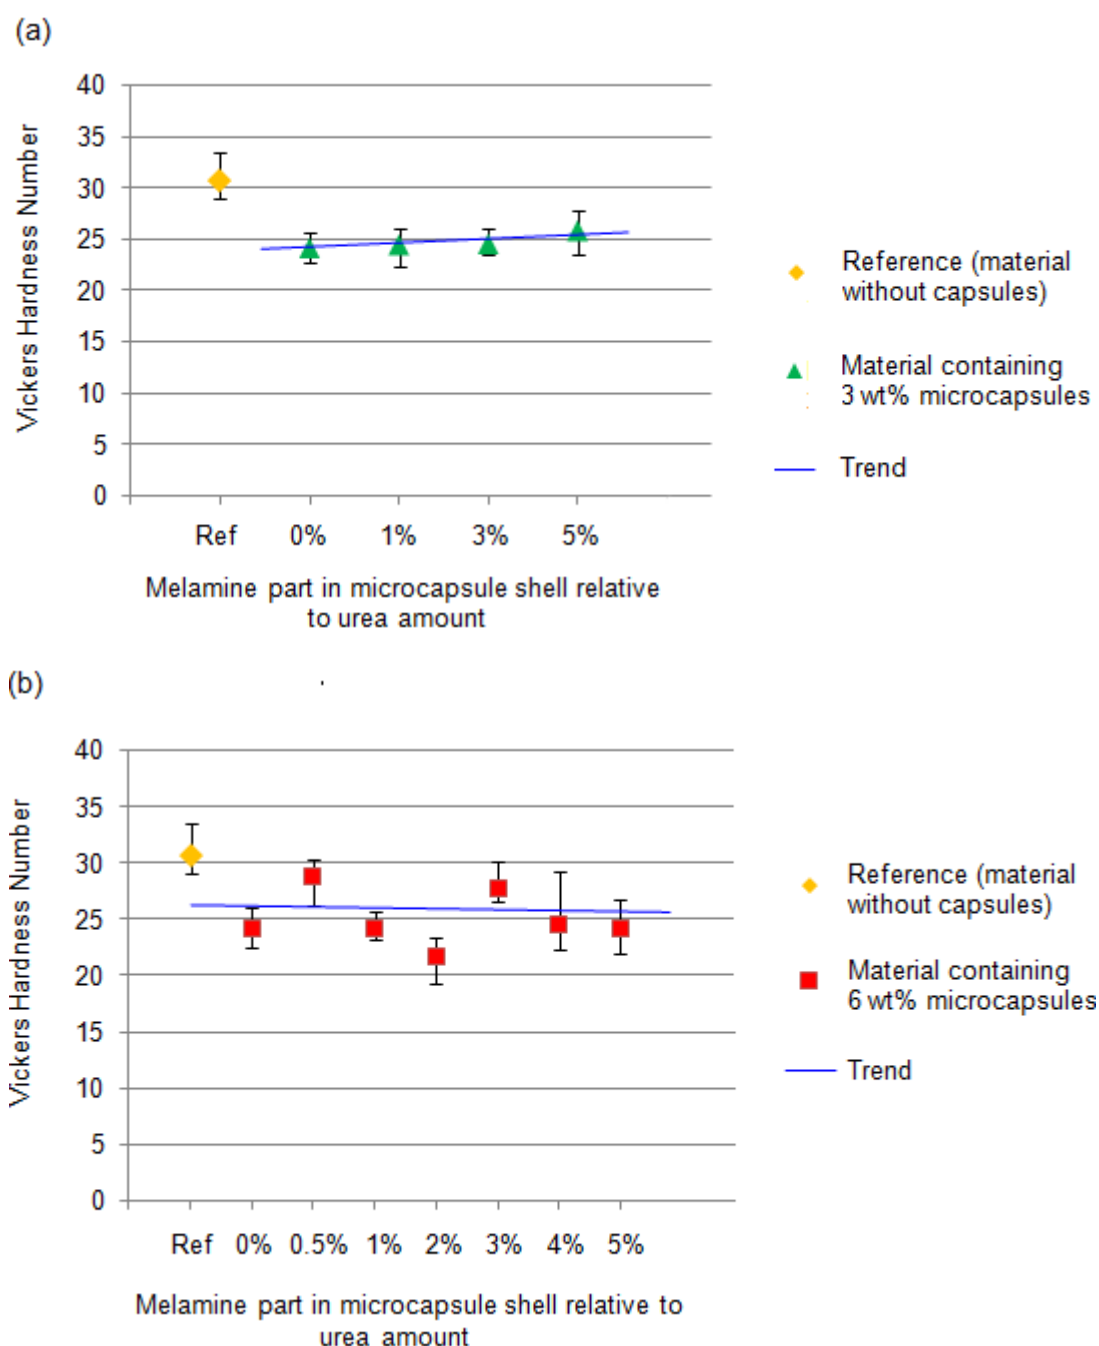 (a)
40
35
30
25
20
15
10
5
0
Vickers Hardness Number
Ref 0% 1% 3% 5%
Melamine part in microcapsule shell relative
to urea amount
Reference (material
without capsules)
Material containing
3 wt% microcapsules
Trend
(b)
40
35
30
25
20
15
10
5
0
Vickers Hardness Number
Ref 0% 0.5% 1% 2% 3% 4% 5%
Melamine part in microcapsule shell relative to
urea amount
Reference (material
without capsules)
Material containing
6 wt% microcapsules
Trend